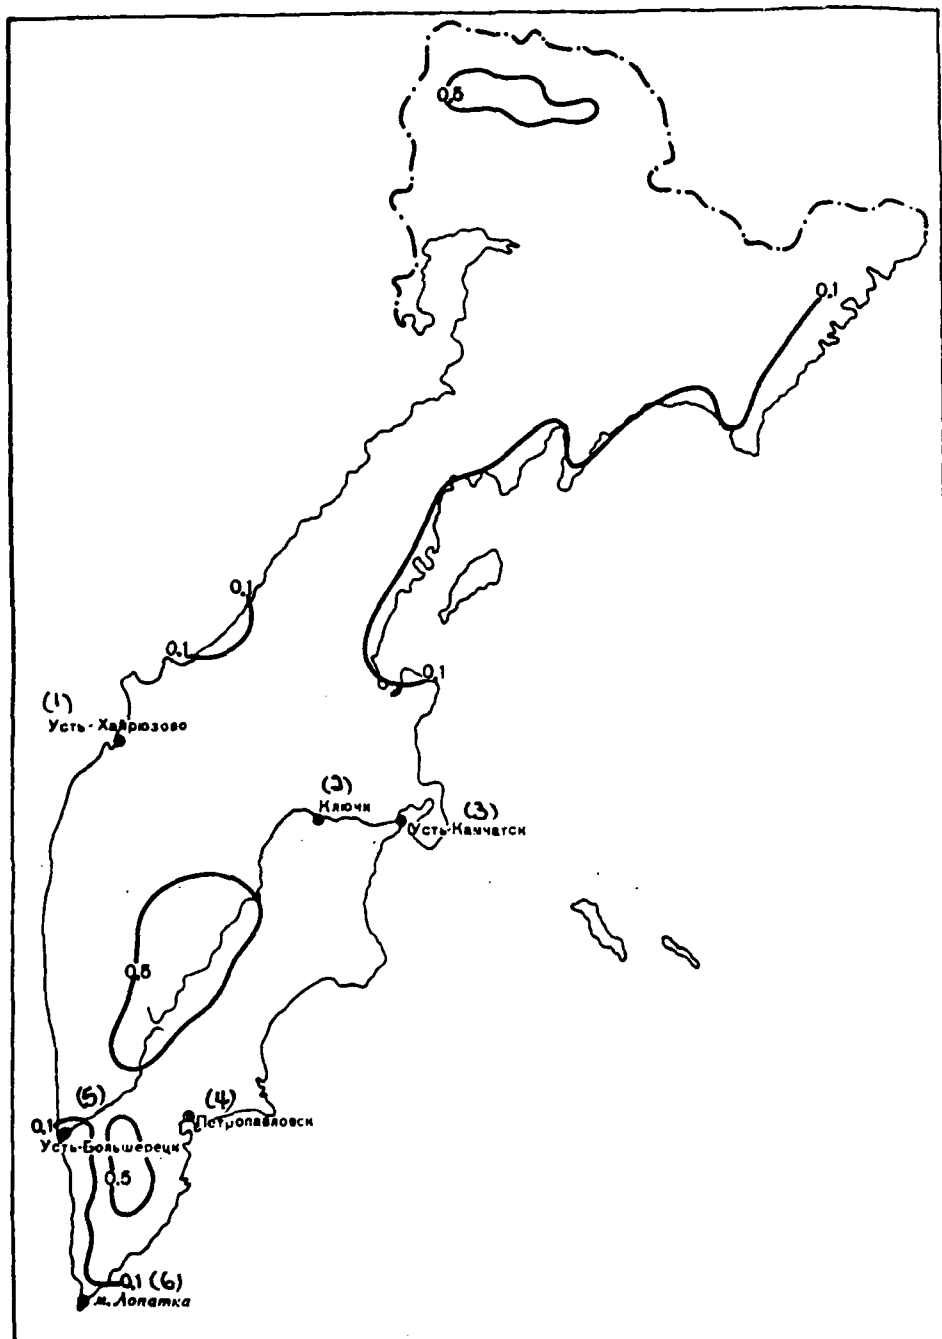 0,5
0,1
0,1
0,1
0,1
(1)
Усть-Хайрюзово
(2)
Ключи
(3)
Усть-Камчатск
0,5
(5)
(4)
0,1
Петропавловск
Усть-Большерецк
0,5
0,1 (6)
м. Лопатка